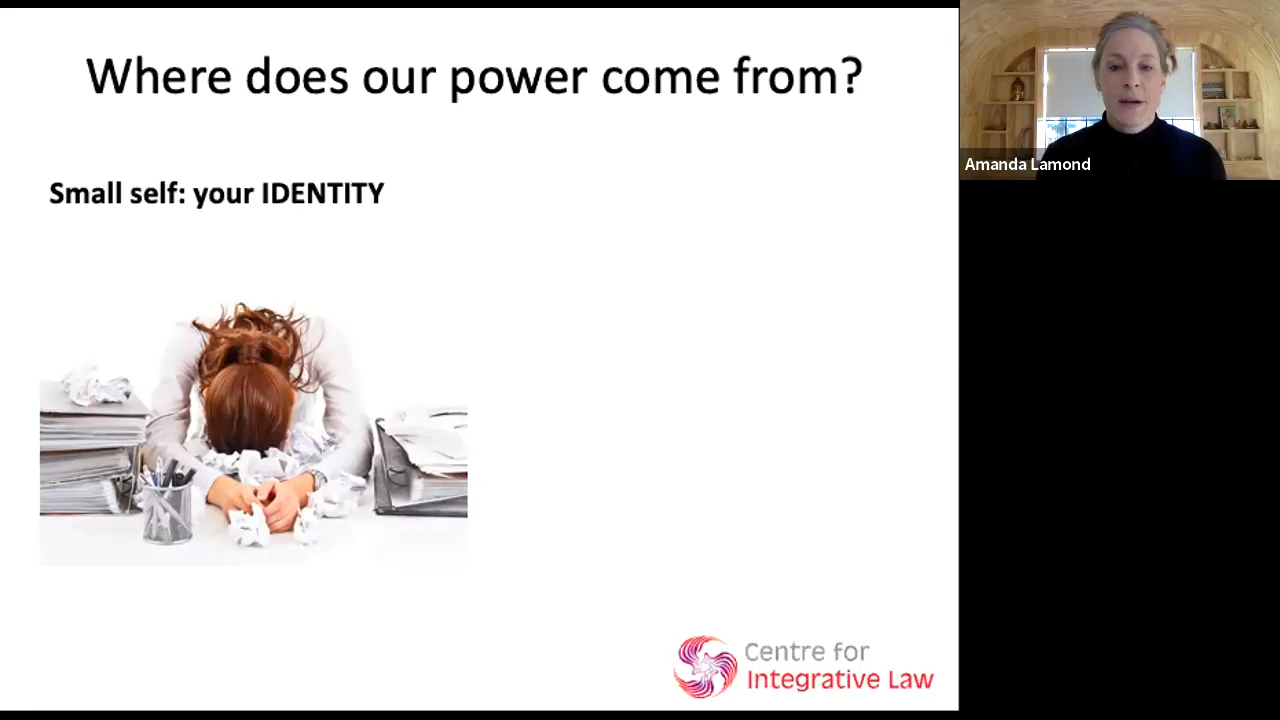 Where does our power come from?
Small self: your IDENTITY
Amanda Lamond
Centre for
Integrative Law